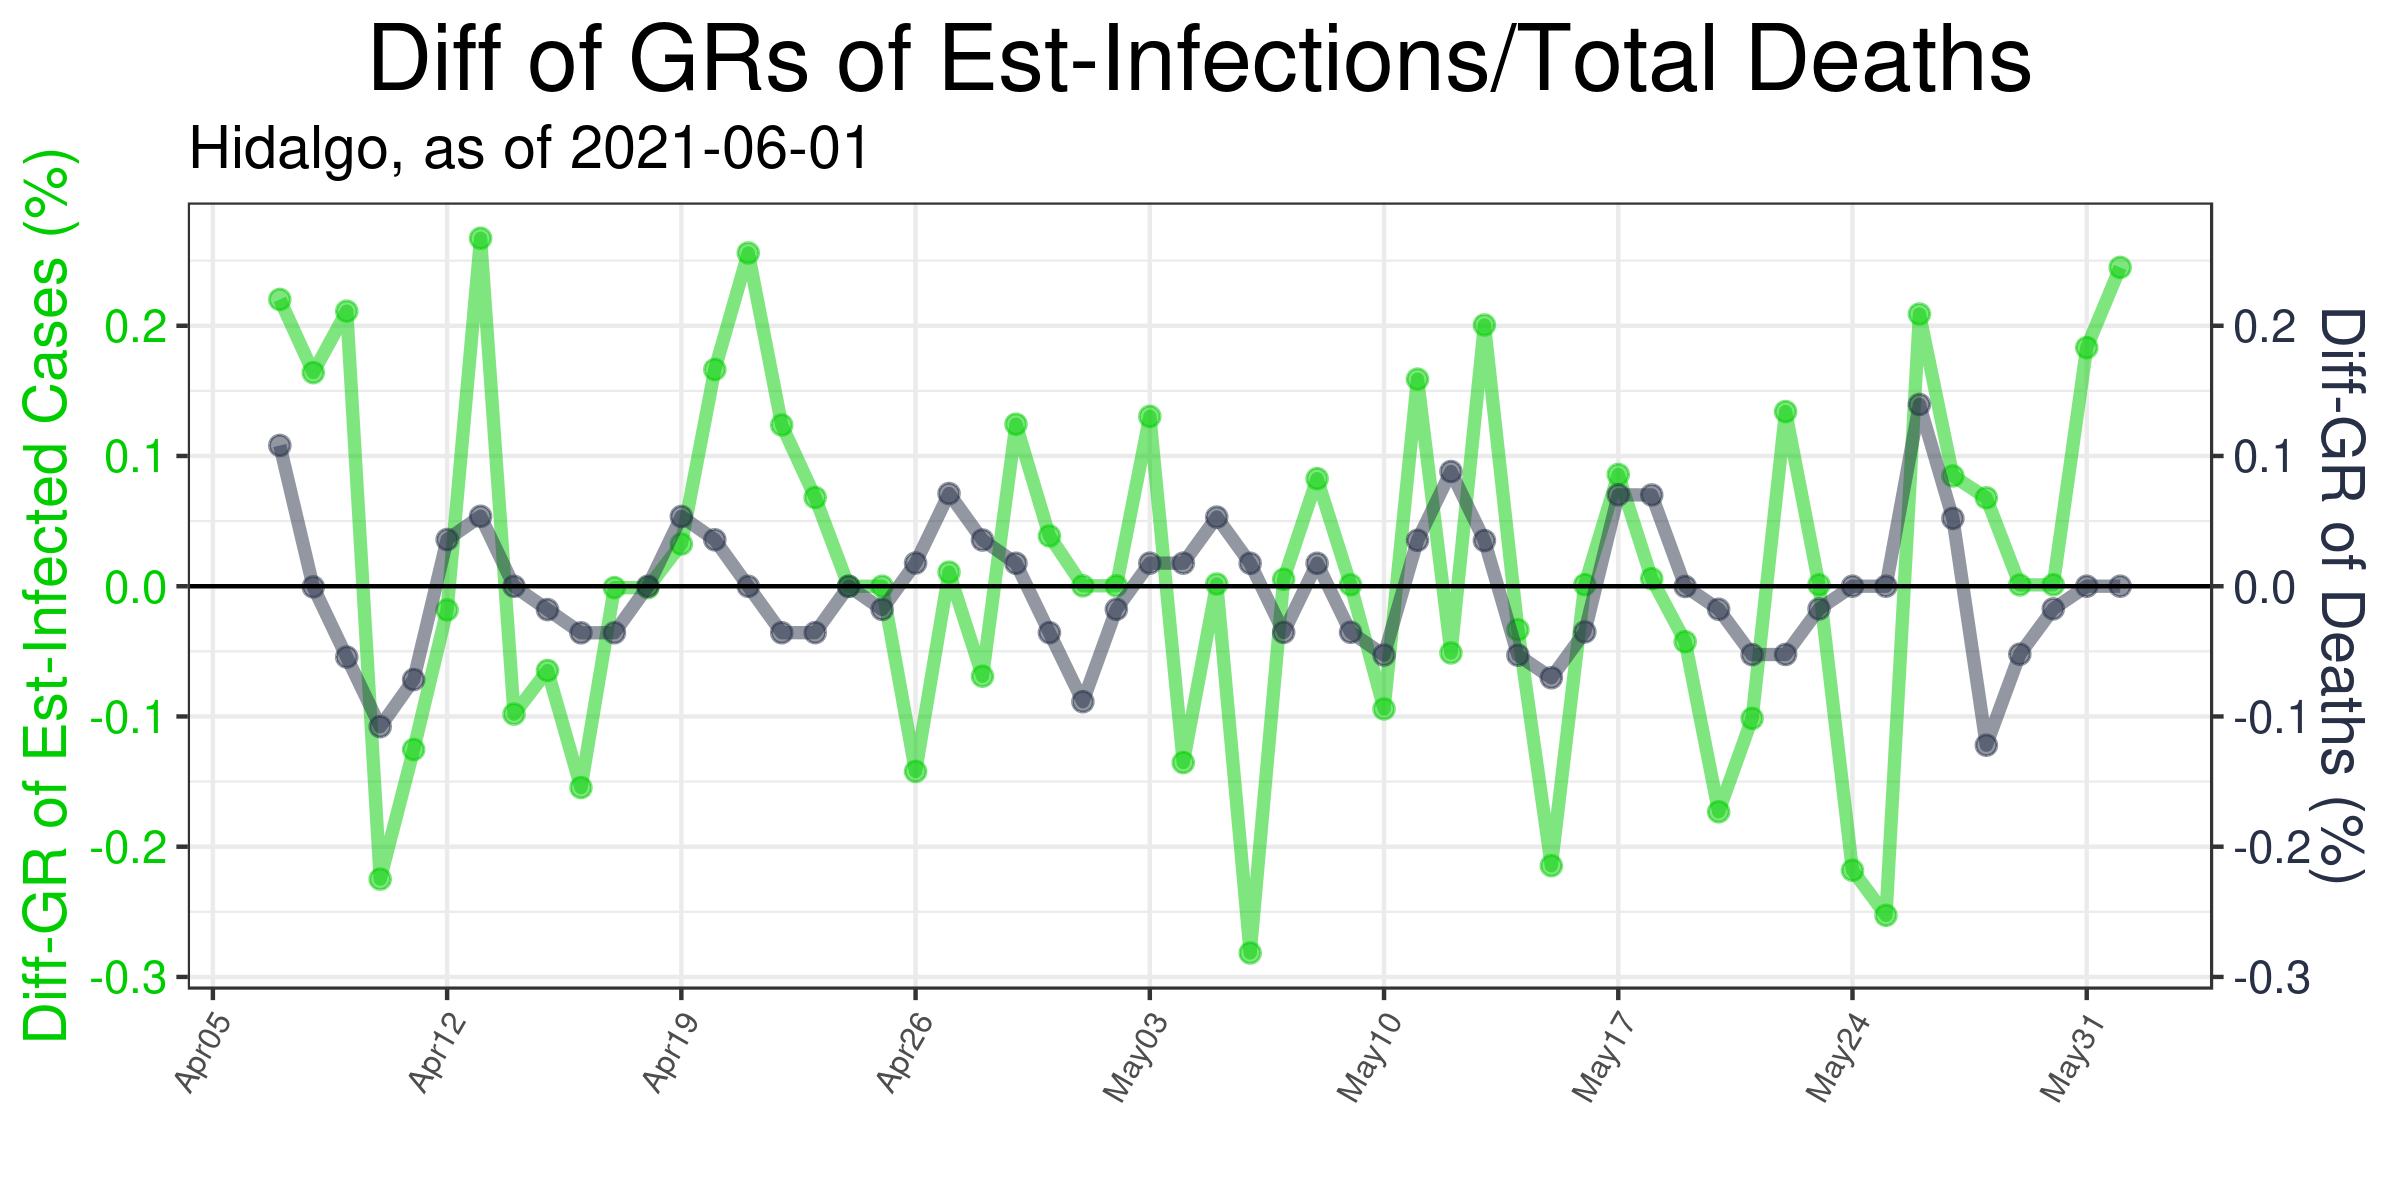 Diff of GRs of Est-Infections/Total Deaths
Hidalgo, as of 2021-06-01
Diff-GR of Est-Infected Cases (%)
0.2
0.1
0.0
-0.1
-0.2
-0.3
0.2
0.1
0.0
-0.1
-0.2
-0.3
Diff-GR of Deaths (%)
Apr05
Apr12
Apr19
Apr26
May03
May10
May17
May24
May31